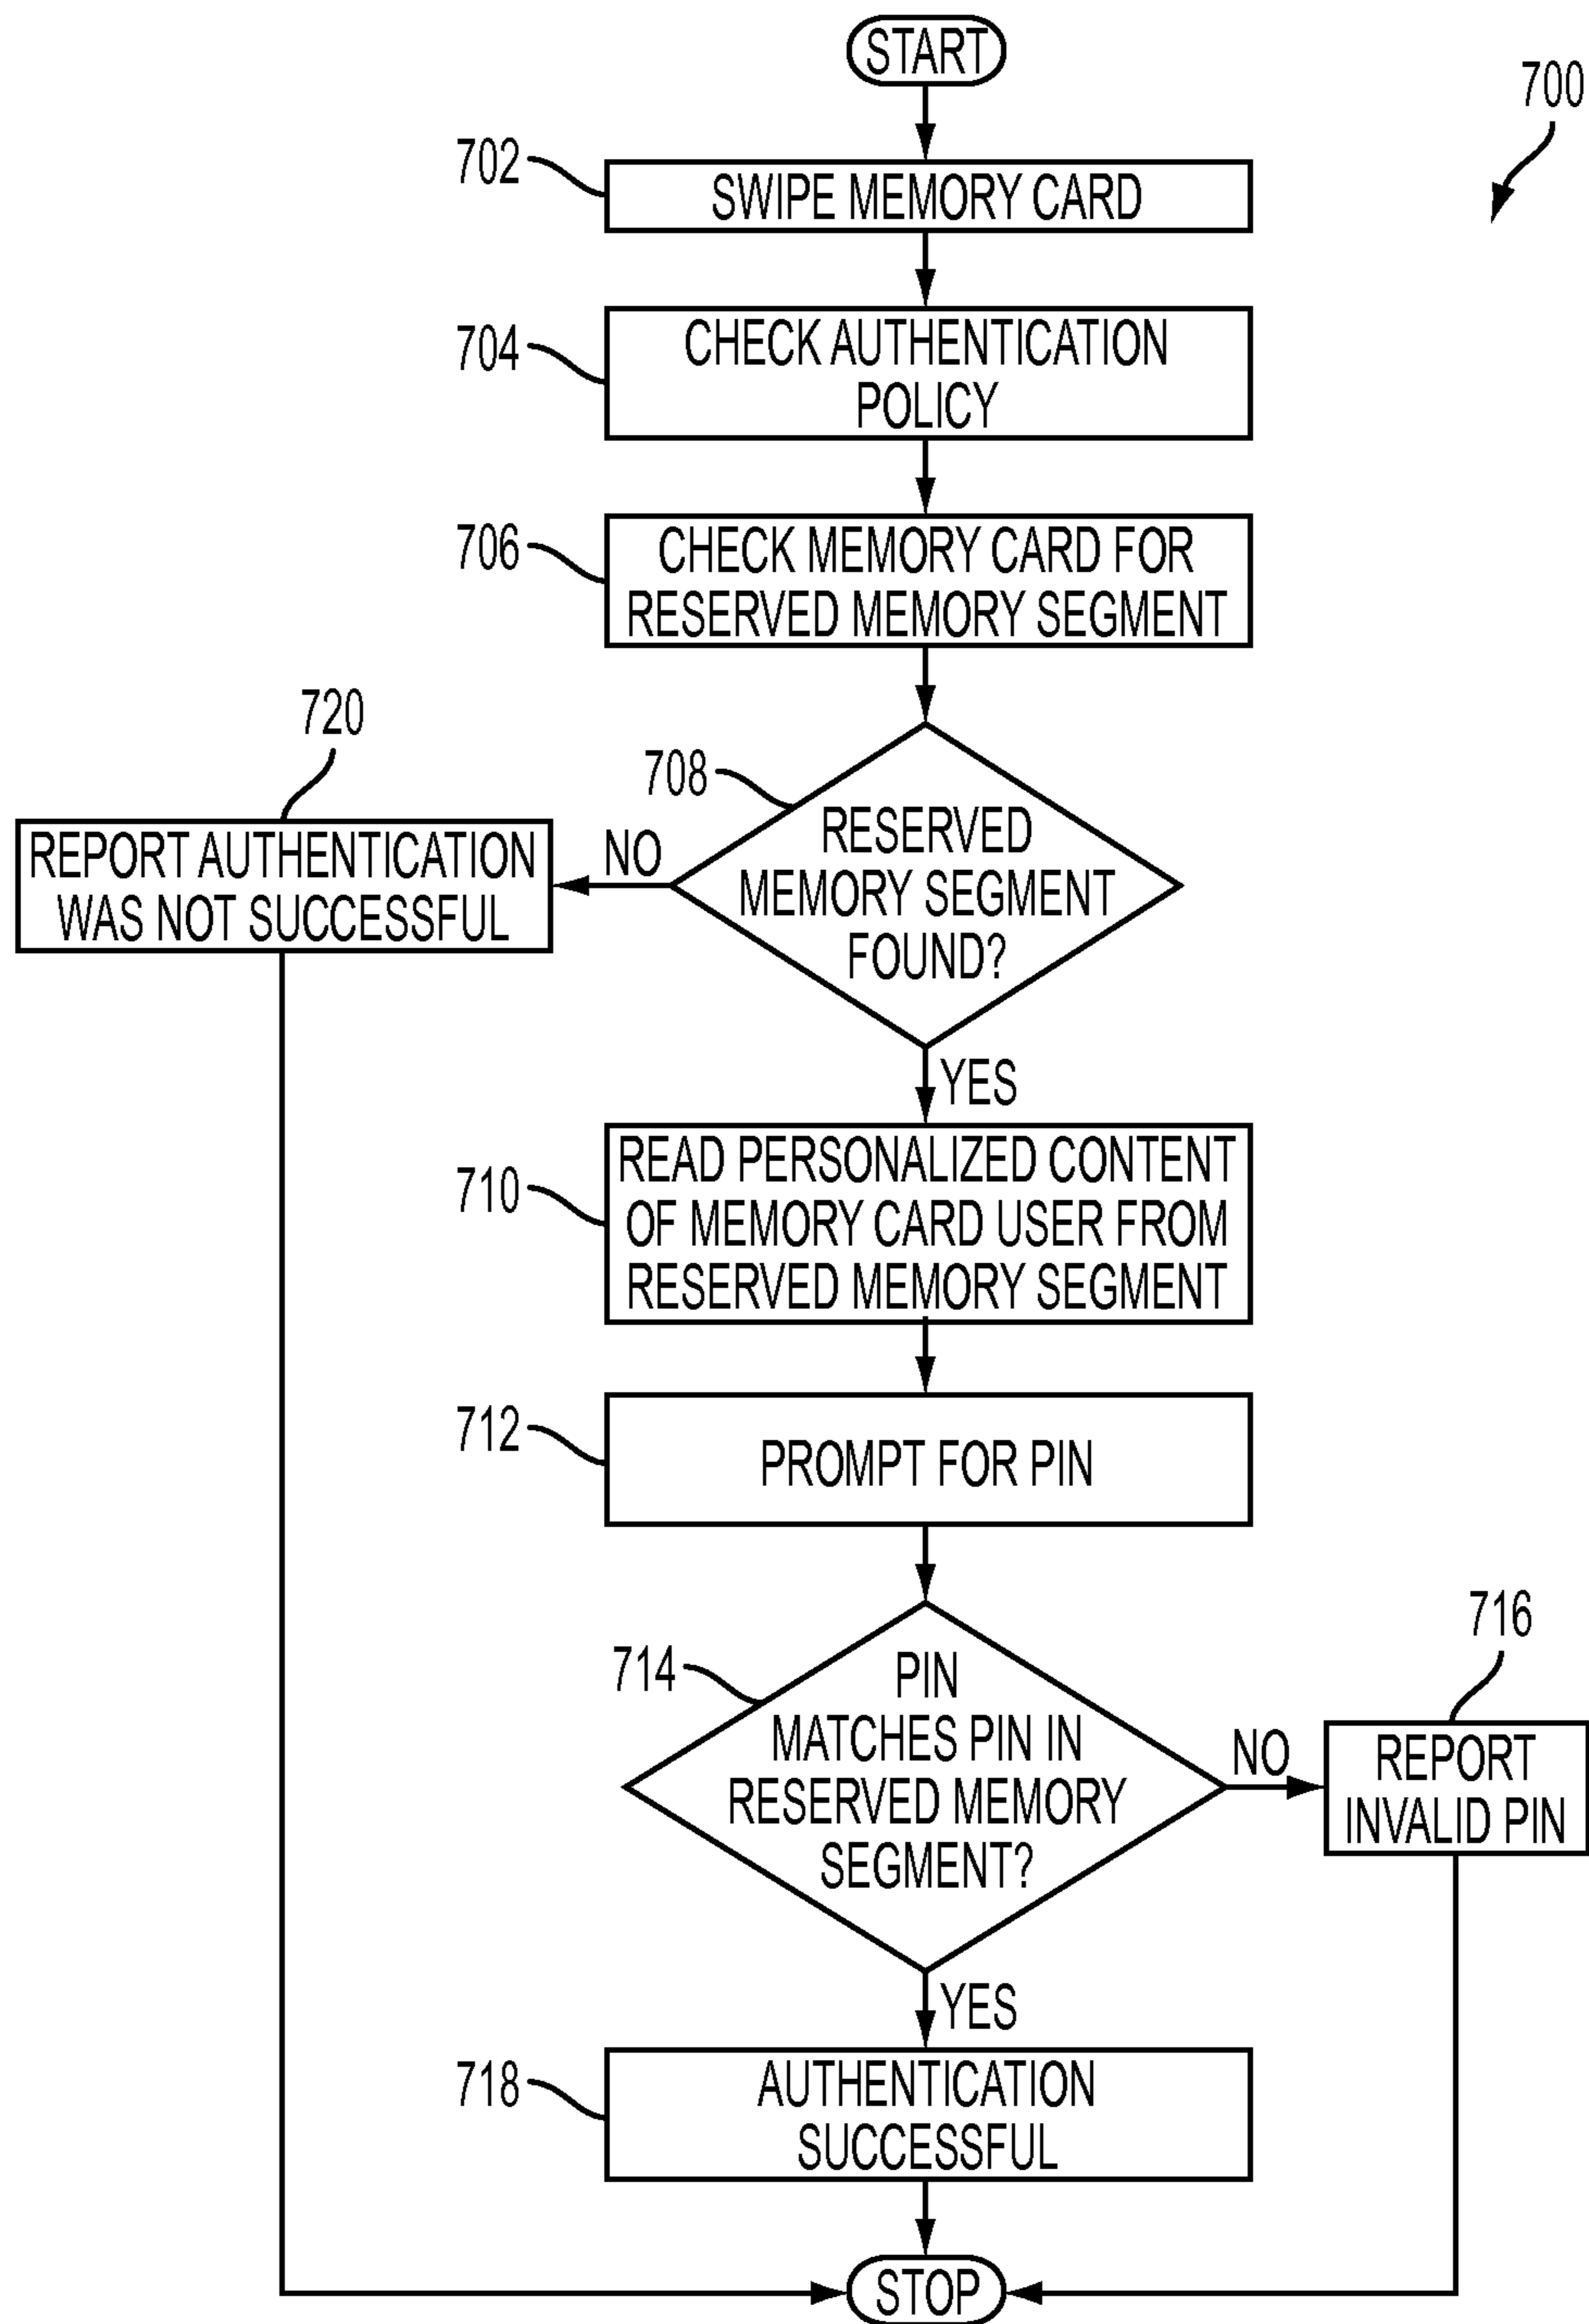 START
700
702
SWIPE MEMORY CARD
704
CHECK AUTHENTICATION
POLICY
706
CHECK MEMORY CARD FOR
RESERVED MEMORY SEGMENT
720
REPORT AUTHENTICATION
WAS NOT SUCCESSFUL
NO
708
RESERVED
MEMORY SEGMENT
FOUND?
YES
710
READ PERSONALIZED CONTENT
OF MEMORY CARD USER FROM
RESERVED MEMORY SEGMENT
712
PROMPT FOR PIN
714
PIN
MATCHES PIN IN
RESERVED MEMORY
SEGMENT?
NO
716
REPORT
INVALID PIN
YES
718
AUTHENTICATION
SUCCESSFUL
STOP